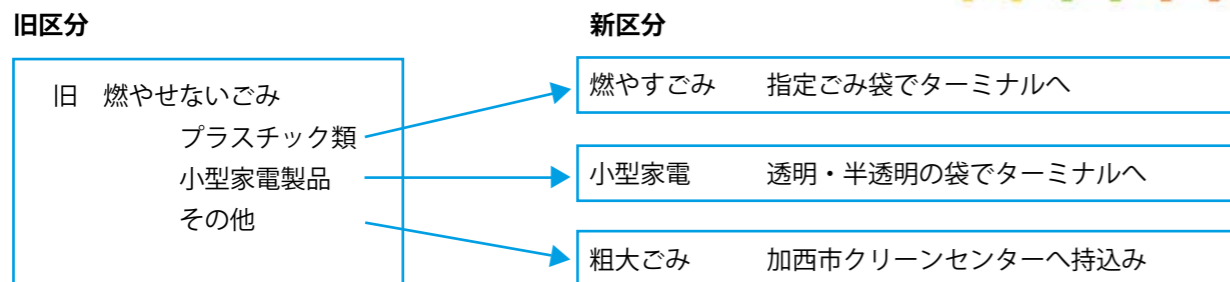 旧区分
新区分
旧　燃やせないごみ
プラスチック類
小型家電製品
その他
燃やすごみ　指定ごみ袋でターミナルへ
小型家電　透明・半透明の袋でターミナルへ
粗大ごみ　加西市クリーンセンターへ持込み